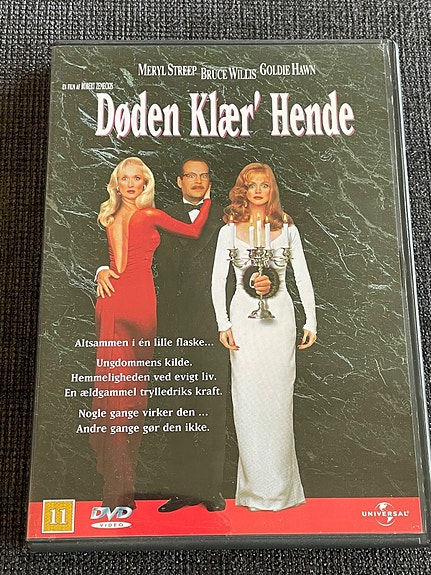 MERYL STREEP BRUCE WILLIS GOLDIE HAWN
EN FILM AF ROBERT ZEMECKIS
Døden Klær' Hende
Altsammen i én lille flaske...
Ungdommens kilde.
Hemmeligheden ved evigt liv.
En ældgammel trylledriks kraft.
Nogle gange virker den ...
Andre gange gør den ikke.
11
DVD
VIDEO
UNIVERSAL